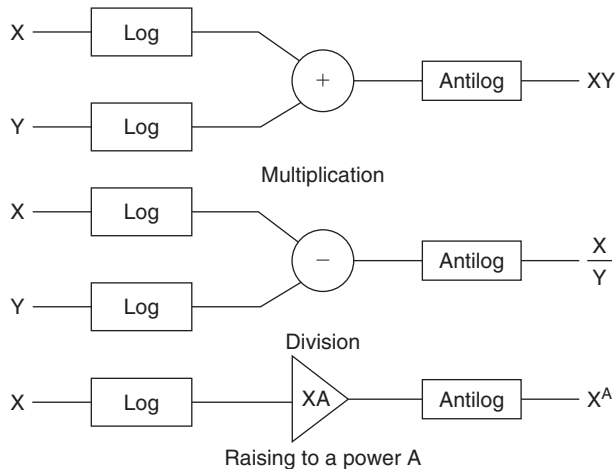 X Log
+ Antilog XY
Y Log
Multiplication
X Log
− Antilog X/Y
Y Log
Division
X Log XA Antilog X^A
Raising to a power A